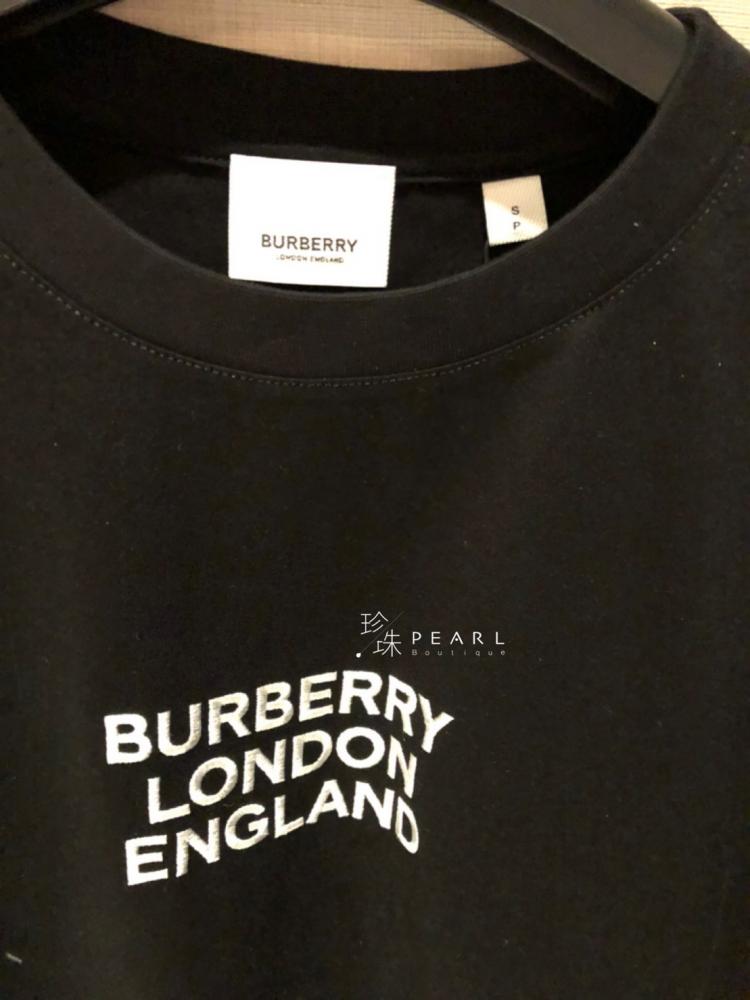 BURBERRY
LONDON ENGLAND
S
P
珍珠 PEARL
Boutique
BURBERRY
LONDON
ENGLAND